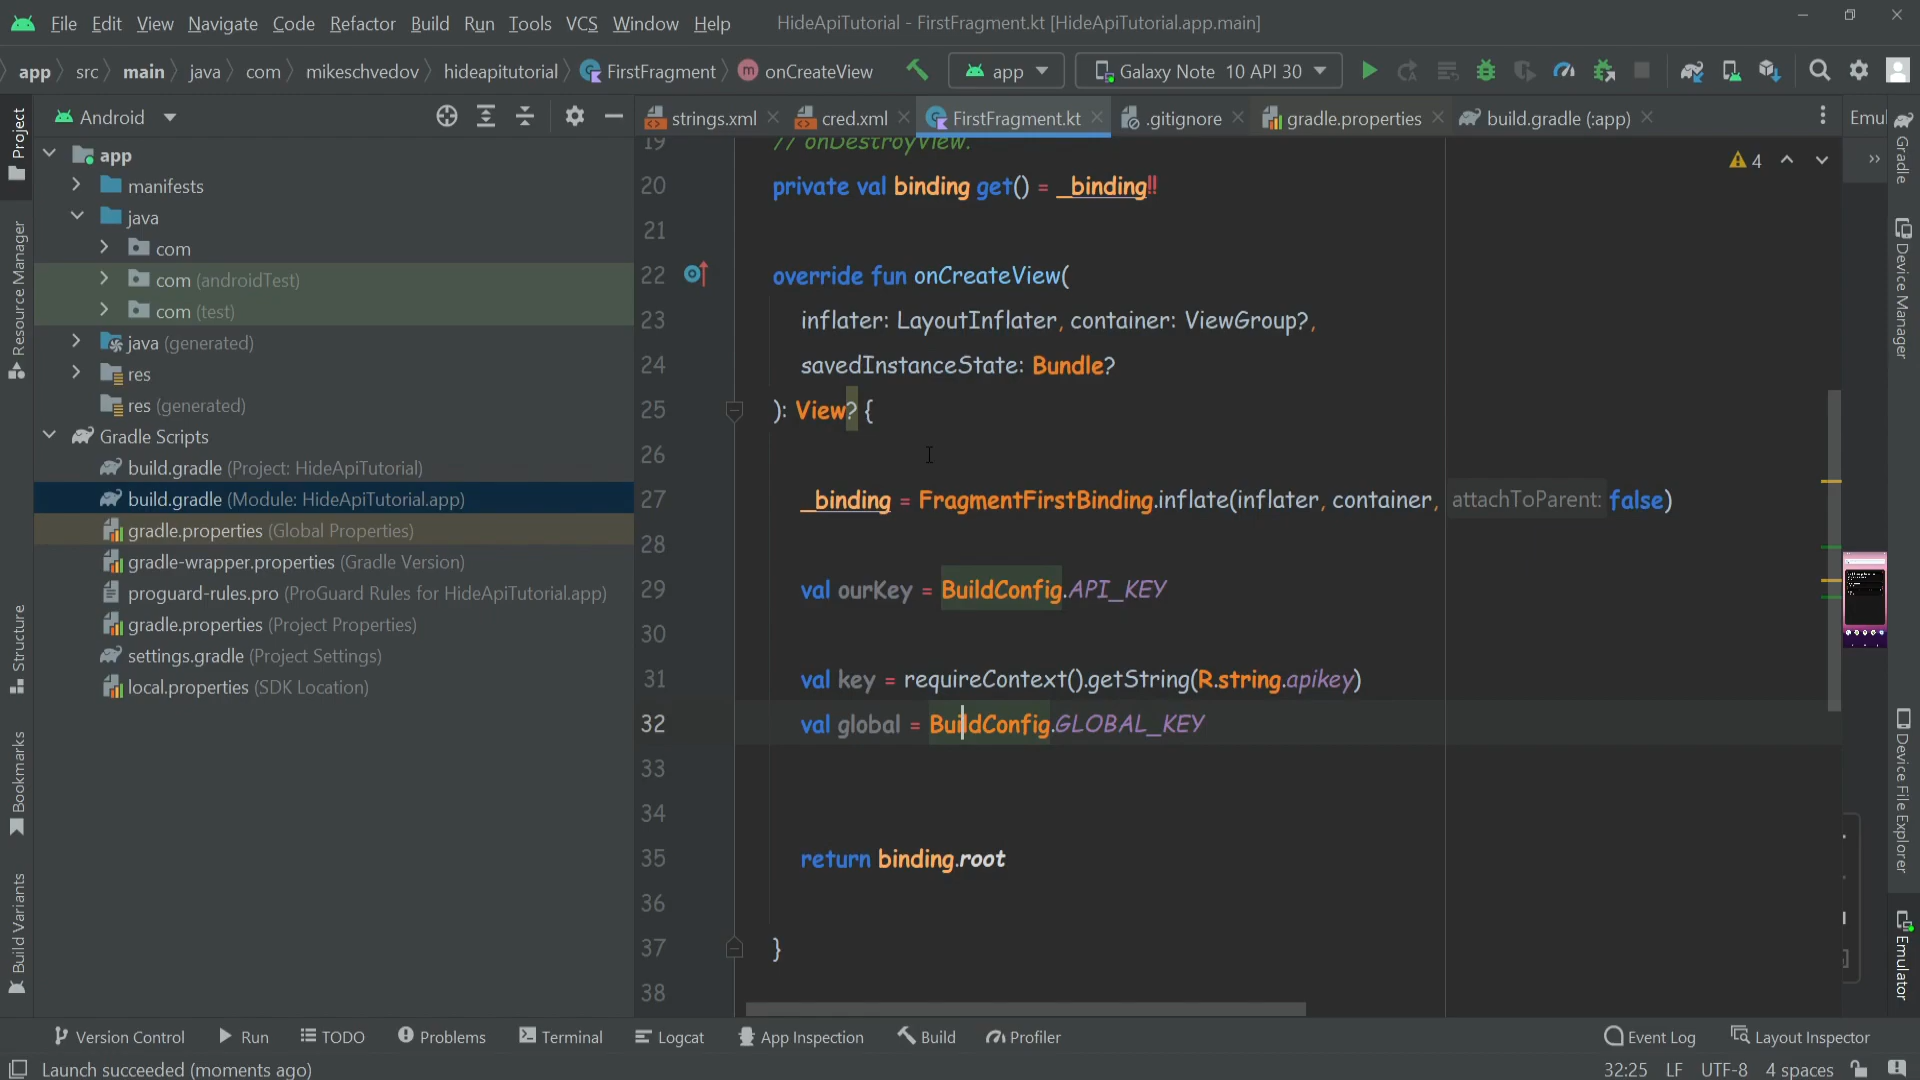 File Edit View Navigate Code Refactor Build Run Tools VCS Window Help HideApiTutorial - FirstFragment.kt [HideApiTutorial.app.main]
app src main java com mikeschvedov hideapitutorial FirstFragment onCreateView app Galaxy Note 10 API 30
Project
Resource Manager
Structure
Bookmarks
Build Variants
Android
app
manifests
java
com
com (androidTest)
com (test)
java (generated)
res
res (generated)
Gradle Scripts
build.gradle (Project: HideApiTutorial)
build.gradle (Module: HideApiTutorial.app)
gradle.properties (Global Properties)
gradle-wrapper.properties (Gradle Version)
proguard-rules.pro (ProGuard Rules for HideApiTutorial.app)
gradle.properties (Project Properties)
settings.gradle (Project Settings)
local.properties (SDK Location)
strings.xml cred.xml FirstFragment.kt .gitignore gradle.properties build.gradle (:app) Emul
4
19 // onDestroyView.
20 private val binding get() = _binding!!
21
22 override fun onCreateView(
23 inflater: LayoutInflater, container: ViewGroup?,
24 savedInstanceState: Bundle?
25 ): View? {
26
27 _binding = FragmentFirstBinding.inflate(inflater, container, attachToParent: false)
28
29 val ourKey = BuildConfig.API_KEY
30
31 val key = requireContext().getString(R.string.apikey)
32 val global = BuildConfig.GLOBAL_KEY
33
34
35 return binding.root
36
37 }
38
Gradle
Device Manager
Device File Explorer
Emulator
Version Control Run TODO Problems Terminal Logcat App Inspection Build Profiler Event Log Layout Inspector
Launch succeeded (moments ago) 32:25 LF UTF-8 4 spaces